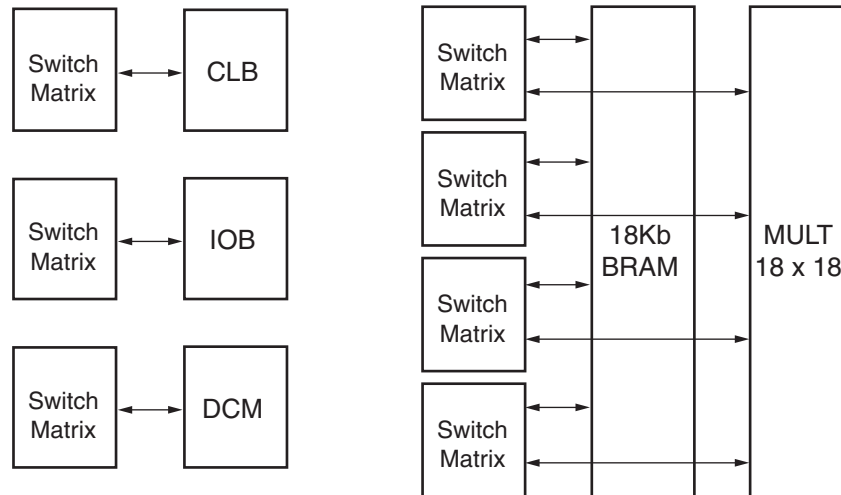 Switch
Matrix
CLB
Switch
Matrix
IOB
Switch
Matrix
DCM
Switch
Matrix
Switch
Matrix
Switch
Matrix
Switch
Matrix
18Kb
BRAM
MULT
18 x 18